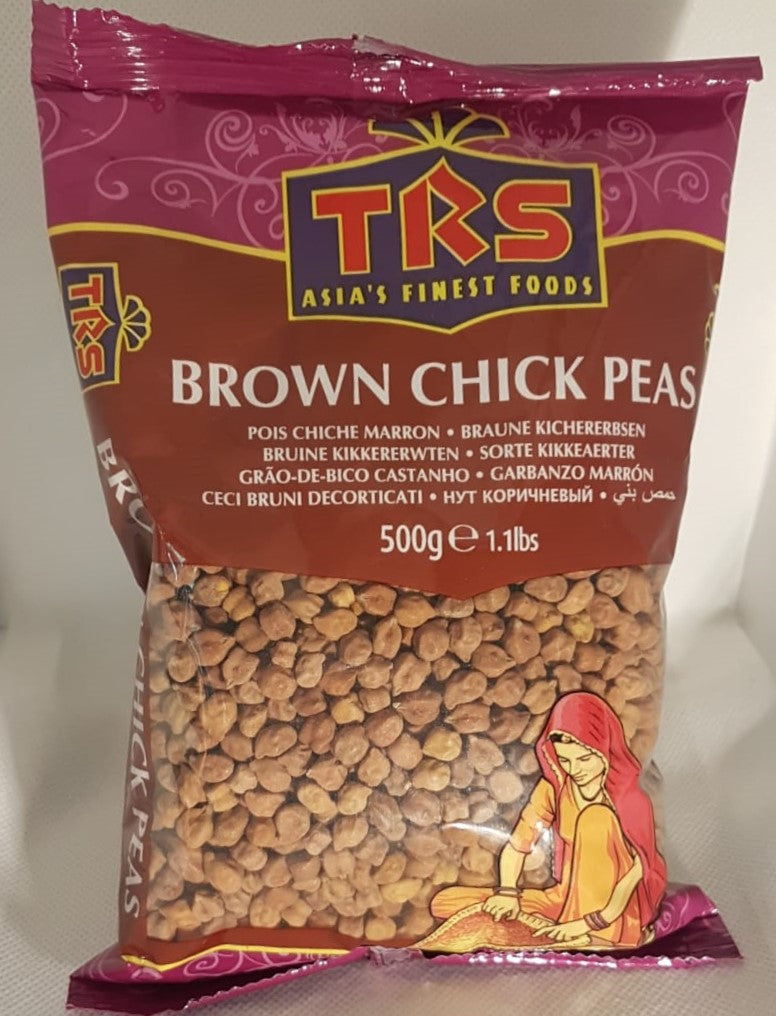 TRS
ASIA'S FINEST FOODS
TRS
BROWN CHICK PEAS
POIS CHICHE MARRON • BRAUNE KICHERERBSEN
BRUINE KIKKERERWTEN • SORTE KIKKEAERTER
GRÃO-DE-BICO CASTANHO • GARBANZO MARRÓN
CECI BRUNI DECORTICATI • НУТ КОРИЧНЕВЫЙ • حمص بني
500g ℮ 1.1lbs
BRO
CHICK PEAS